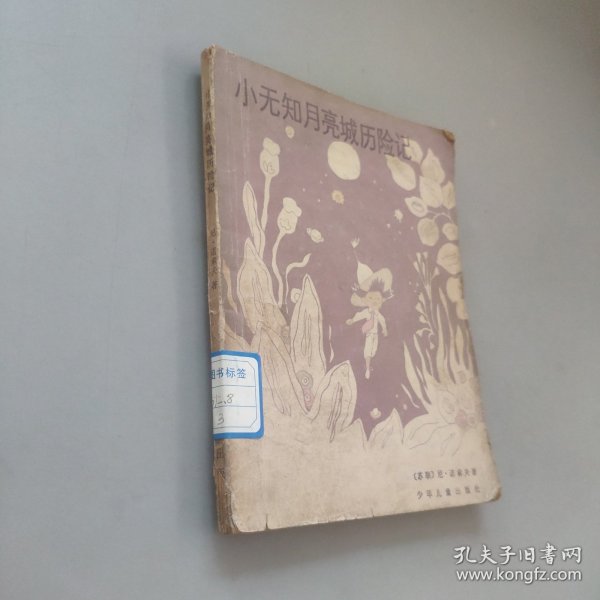 小无知月亮城历险记
图书标签
3
〔苏联〕尼·诺索夫著
少年儿童出版社
孔夫子旧书网
www.kongfz.com